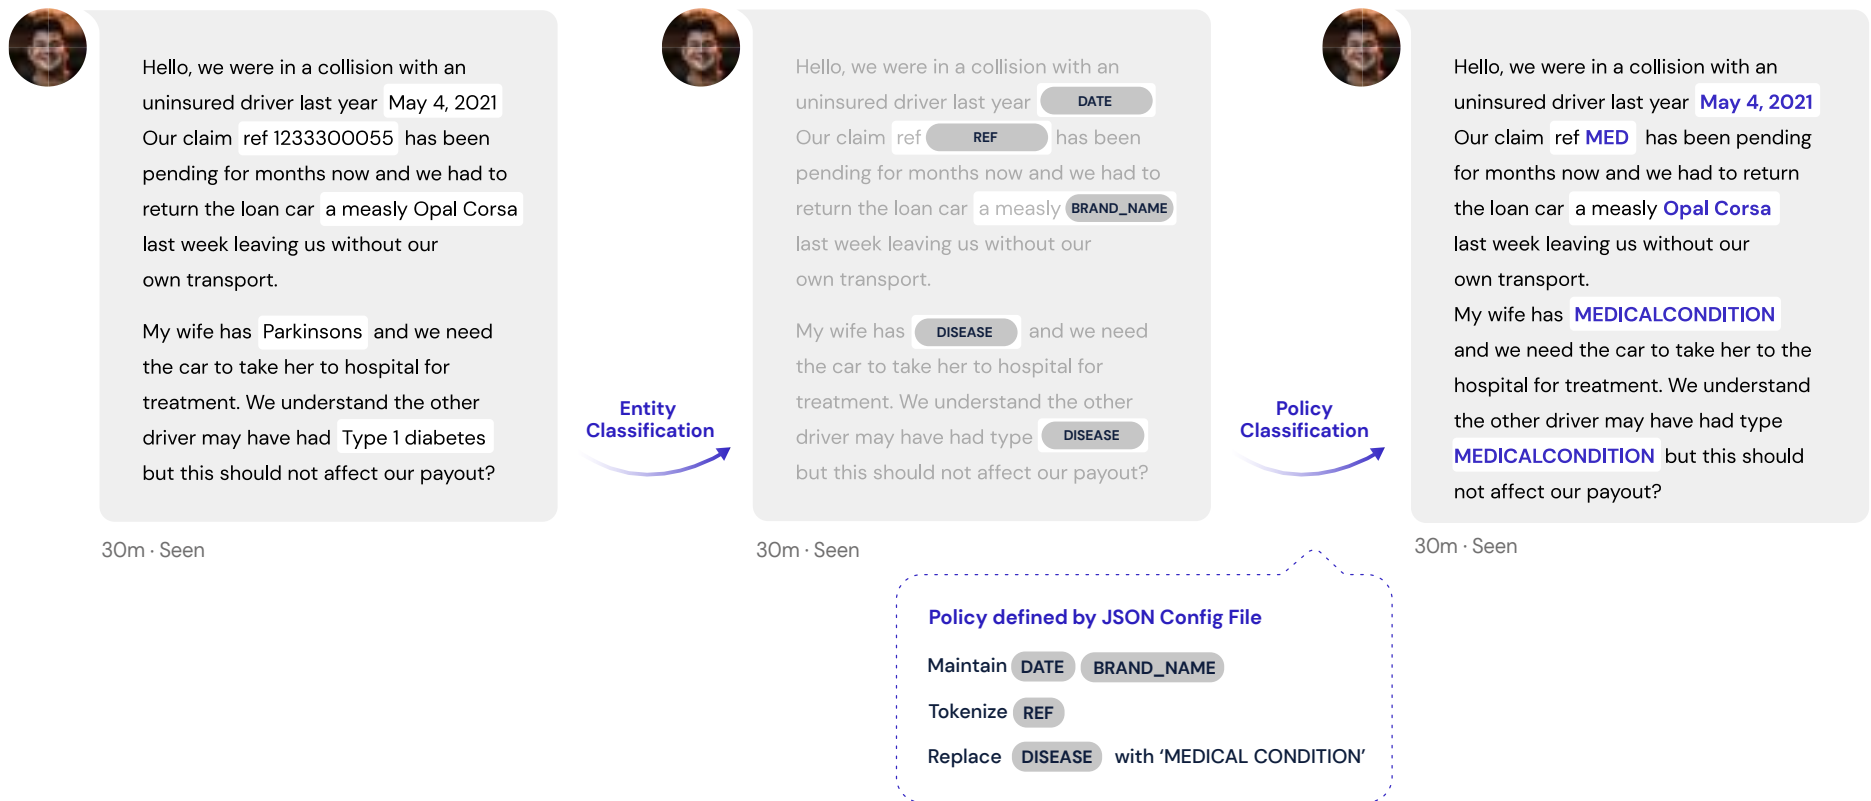 Hello, we were in a collision with an
uninsured driver last year May 4, 2021
Our claim ref 1233300055 has been
pending for months now and we had to
return the loan car a measly Opal Corsa
last week leaving us without our
own transport.
My wife has Parkinsons and we need
the car to take her to hospital for
treatment. We understand the other
driver may have had Type 1 diabetes
but this should not affect our payout?
30m · Seen
Entity
Classification
Hello, we were in a collision with an
uninsured driver last year DATE
Our claim ref REF has been
pending for months now and we had to
return the loan car a measly BRAND_NAME
last week leaving us without our
own transport.
My wife has DISEASE and we need
the car to take her to hospital for
treatment. We understand the other
driver may have had type DISEASE
but this should not affect our payout?
30m · Seen
Policy
Classification
Hello, we were in a collision with an
uninsured driver last year May 4, 2021
Our claim ref MED has been pending
for months now and we had to return
the loan car a measly Opal Corsa
last week leaving us without our
own transport.
My wife has MEDICALCONDITION
and we need the car to take her to the
hospital for treatment. We understand
the other driver may have had type
MEDICALCONDITION but this should
not affect our payout?
30m · Seen
Policy defined by JSON Config File
Maintain DATE BRAND_NAME
Tokenize REF
Replace DISEASE with ‘MEDICAL CONDITION’